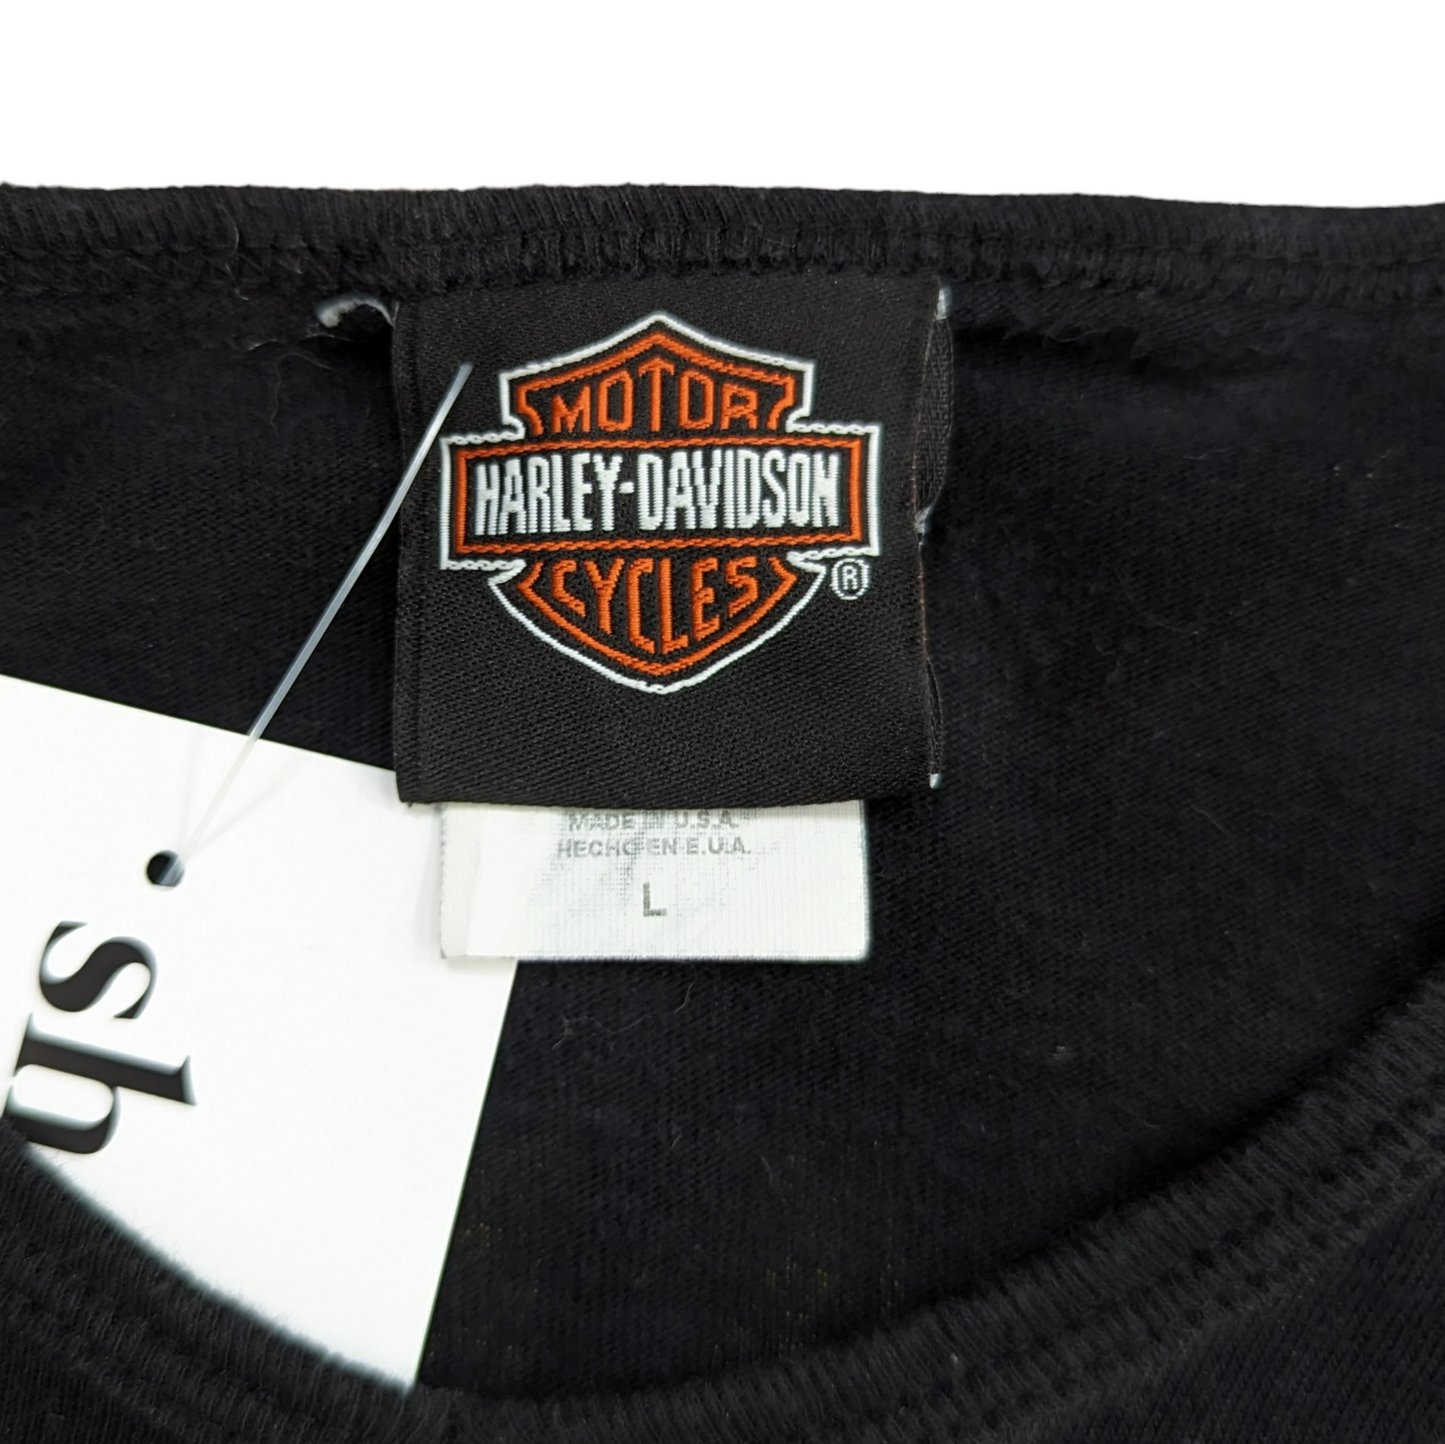 MOTOR
HARLEY-DAVIDSON
CYCLES
®
MADE IN U.S.A.
HECHO EN E.U.A.
L
sh